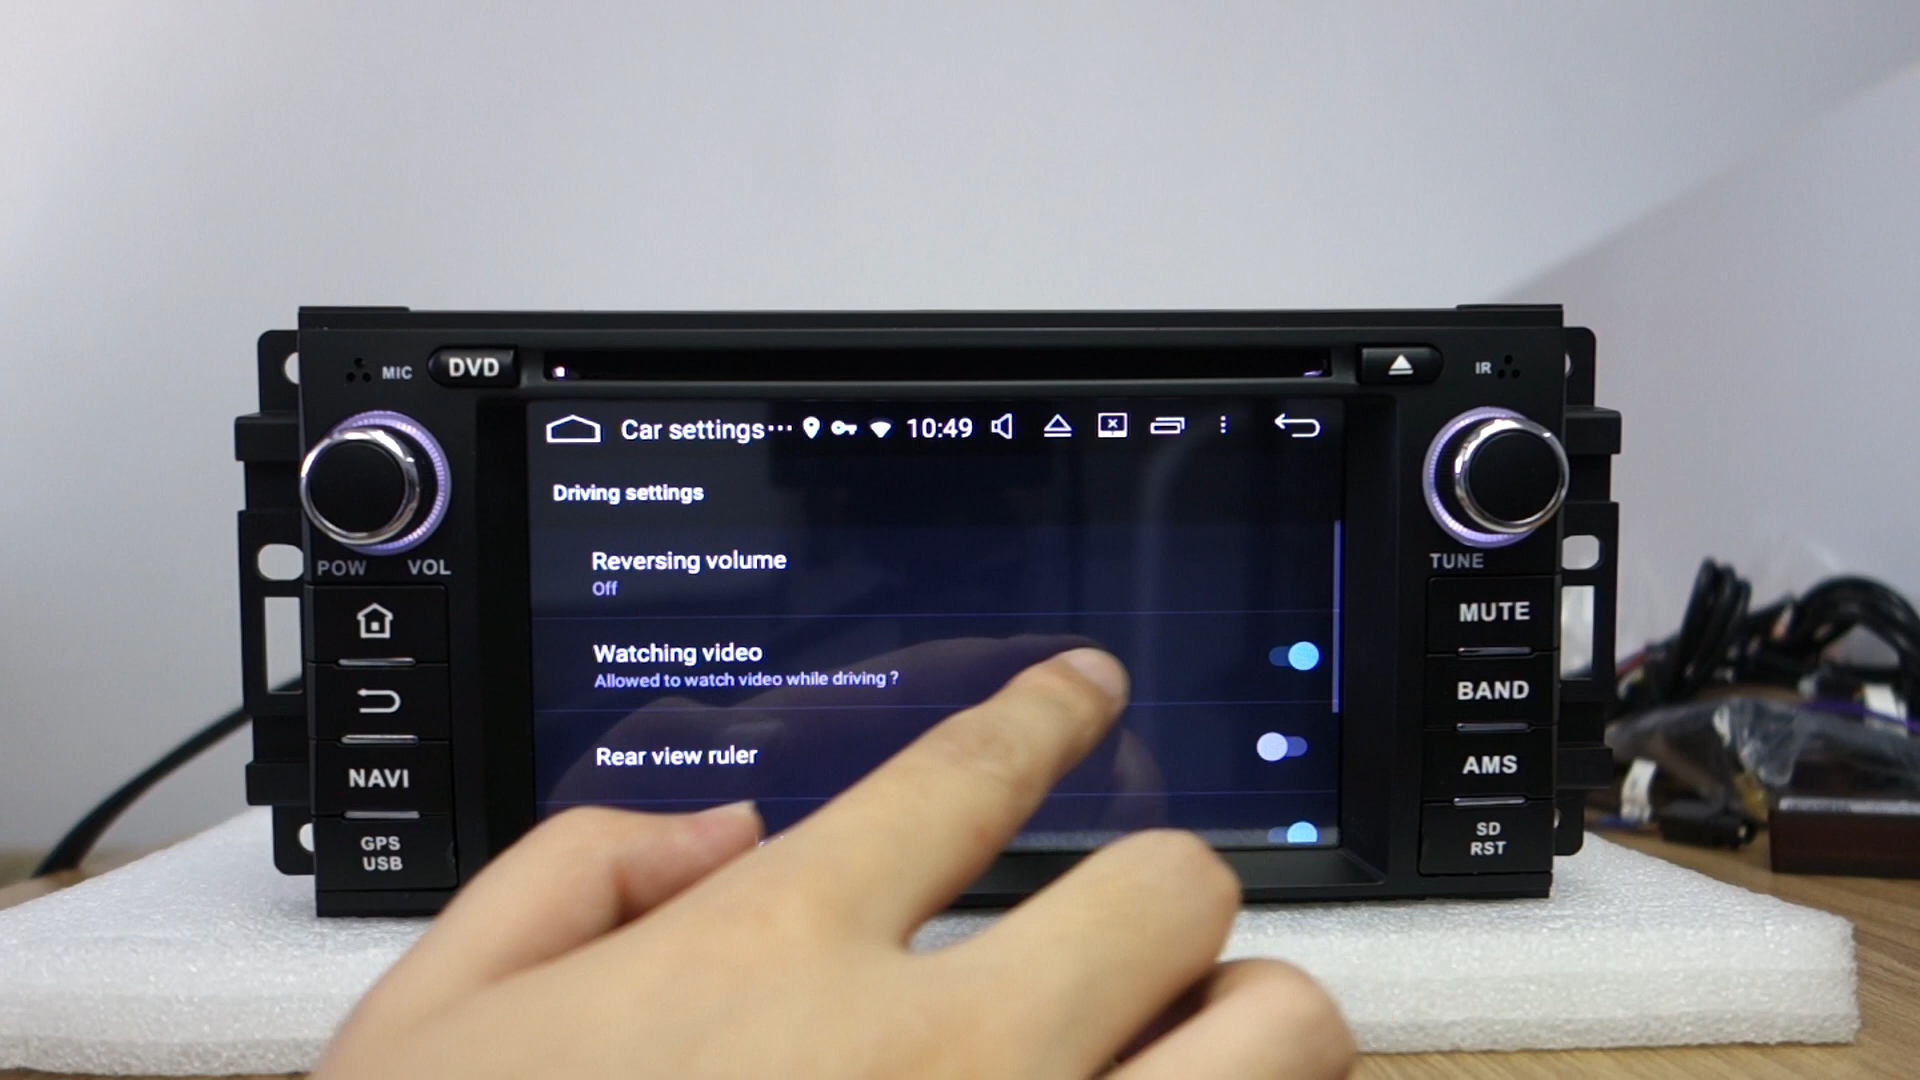 MIC
DVD
IR
Car settings... 10:49
Driving settings
Reversing volume
Off
POW VOL
TUNE
MUTE
Watching video
Allowed to watch video while driving ?
BAND
Rear view ruler
NAVI
AMS
GPS
USB
SD
RST